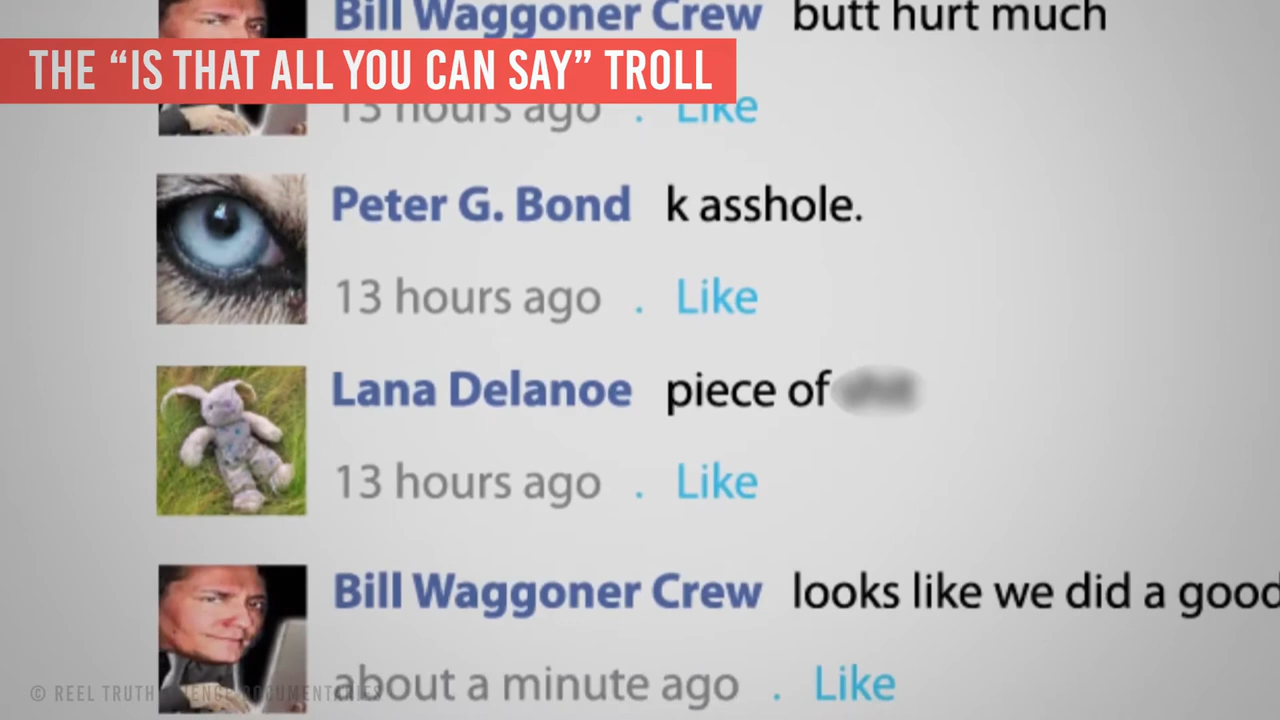 Bill Waggoner Crew butt hurt much
THE “IS THAT ALL YOU CAN SAY” TROLL
13 hours ago . Like
Peter G. Bond k asshole.
13 hours ago . Like
Lana Delanoe piece of
13 hours ago . Like
Bill Waggoner Crew looks like we did a good
about a minute ago . Like
© REEL TRUTH SCIENCE DOCUMENTARIES